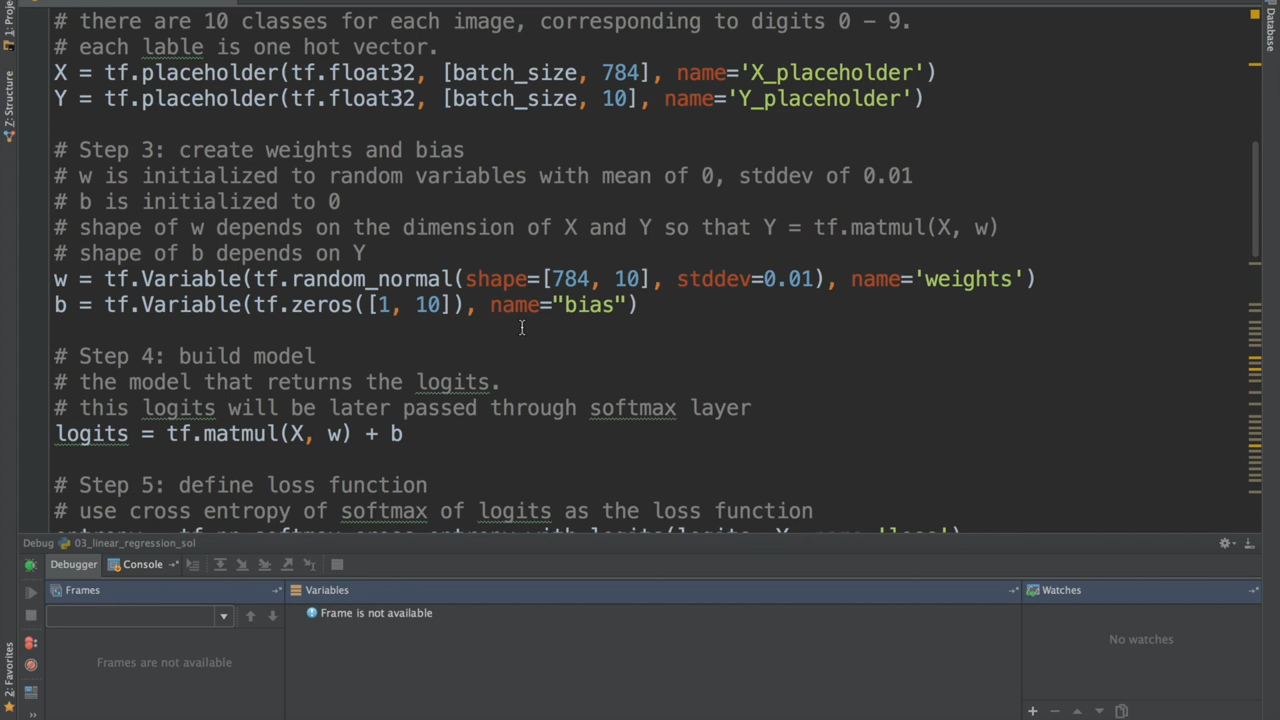 # there are 10 classes for each image, corresponding to digits 0 - 9.
# each lable is one hot vector.
X = tf.placeholder(tf.float32, [batch_size, 784], name='X_placeholder')
Y = tf.placeholder(tf.float32, [batch_size, 10], name='Y_placeholder')
# Step 3: create weights and bias
# w is initialized to random variables with mean of 0, stddev of 0.01
# b is initialized to 0
# shape of w depends on the dimension of X and Y so that Y = tf.matmul(X, w)
# shape of b depends on Y
w = tf.Variable(tf.random_normal(shape=[784, 10], stddev=0.01), name='weights')
b = tf.Variable(tf.zeros([1, 10]), name="bias")
# Step 4: build model
# the model that returns the logits.
# this logits will be later passed through softmax layer
logits = tf.matmul(X, w) + b
# Step 5: define loss function
# use cross entropy of softmax of logits as the loss function
1: Proje
Z: Structure
2: Favorites
Database
Debug 03_linear_regression_sol
Debugger Console
Frames Variables Watches
Frame is not available
No watches
Frames are not available